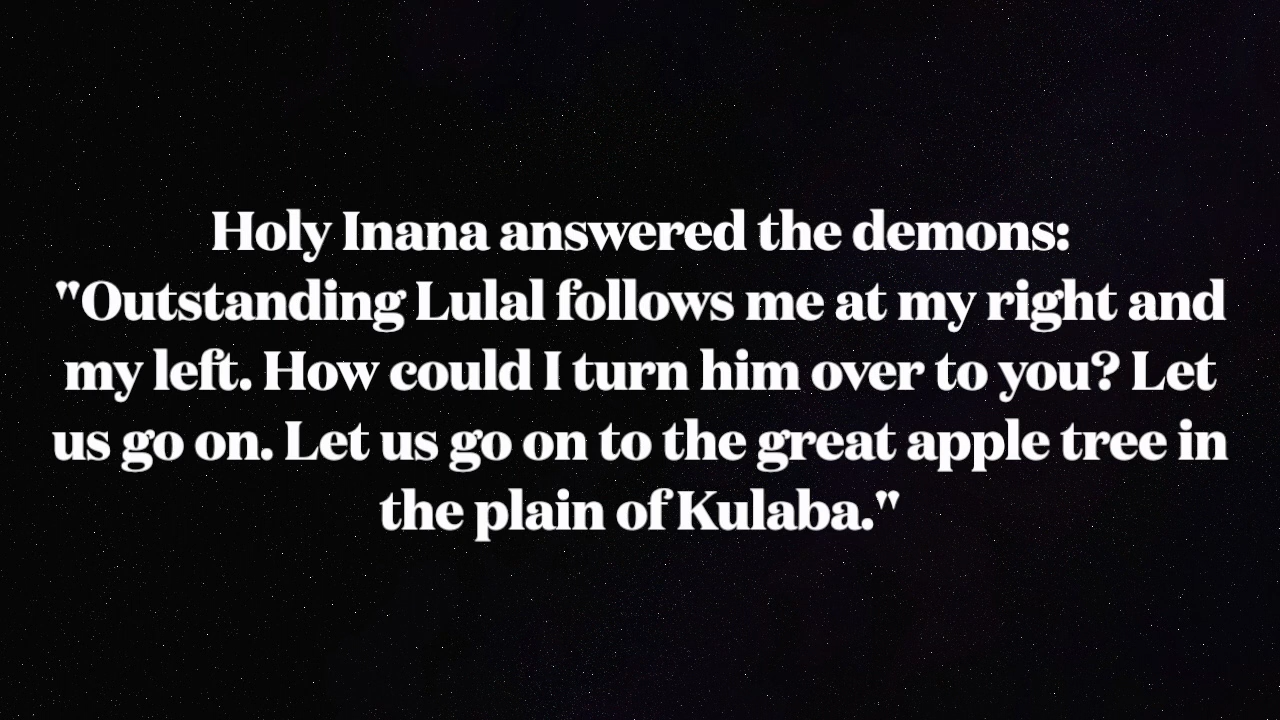 Holy Inana answered the demons:
"Outstanding Lulal follows me at my right and
my left. How could I turn him over to you? Let
us go on. Let us go on to the great apple tree in
the plain of Kulaba."